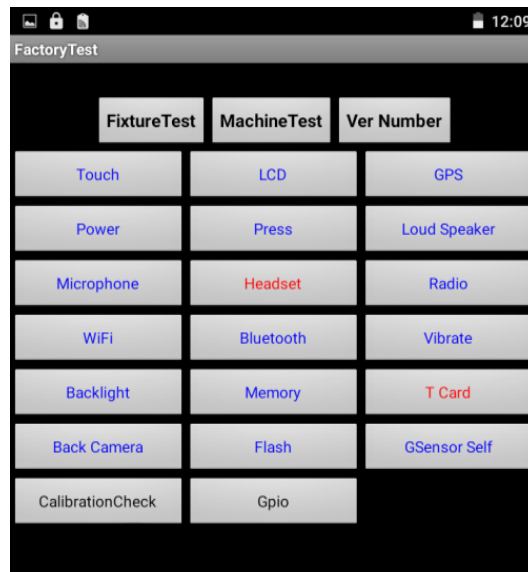 12:09
FactoryTest
FixtureTest MachineTest Ver Number
Touch LCD GPS
Power Press Loud Speaker
Microphone Headset Radio
WiFi Bluetooth Vibrate
Backlight Memory T Card
Back Camera Flash GSensor Self
CalibrationCheck Gpio